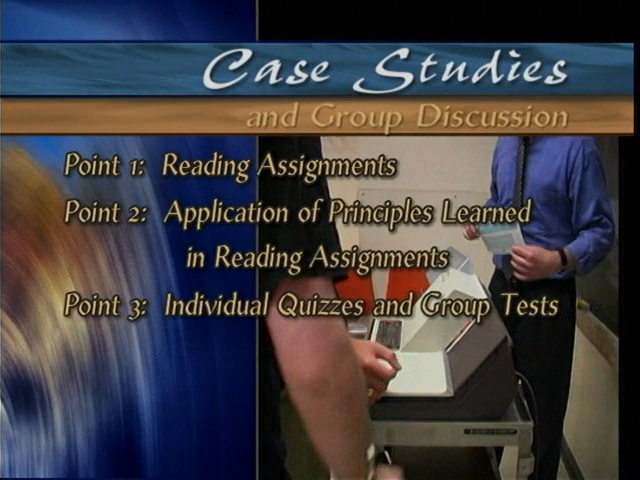 Case Studies
and Group Discussion
Point 1: Reading Assignments
Point 2: Application of Principles Learned
in Reading Assignments
Point 3: Individual Quizzes and Group Tests